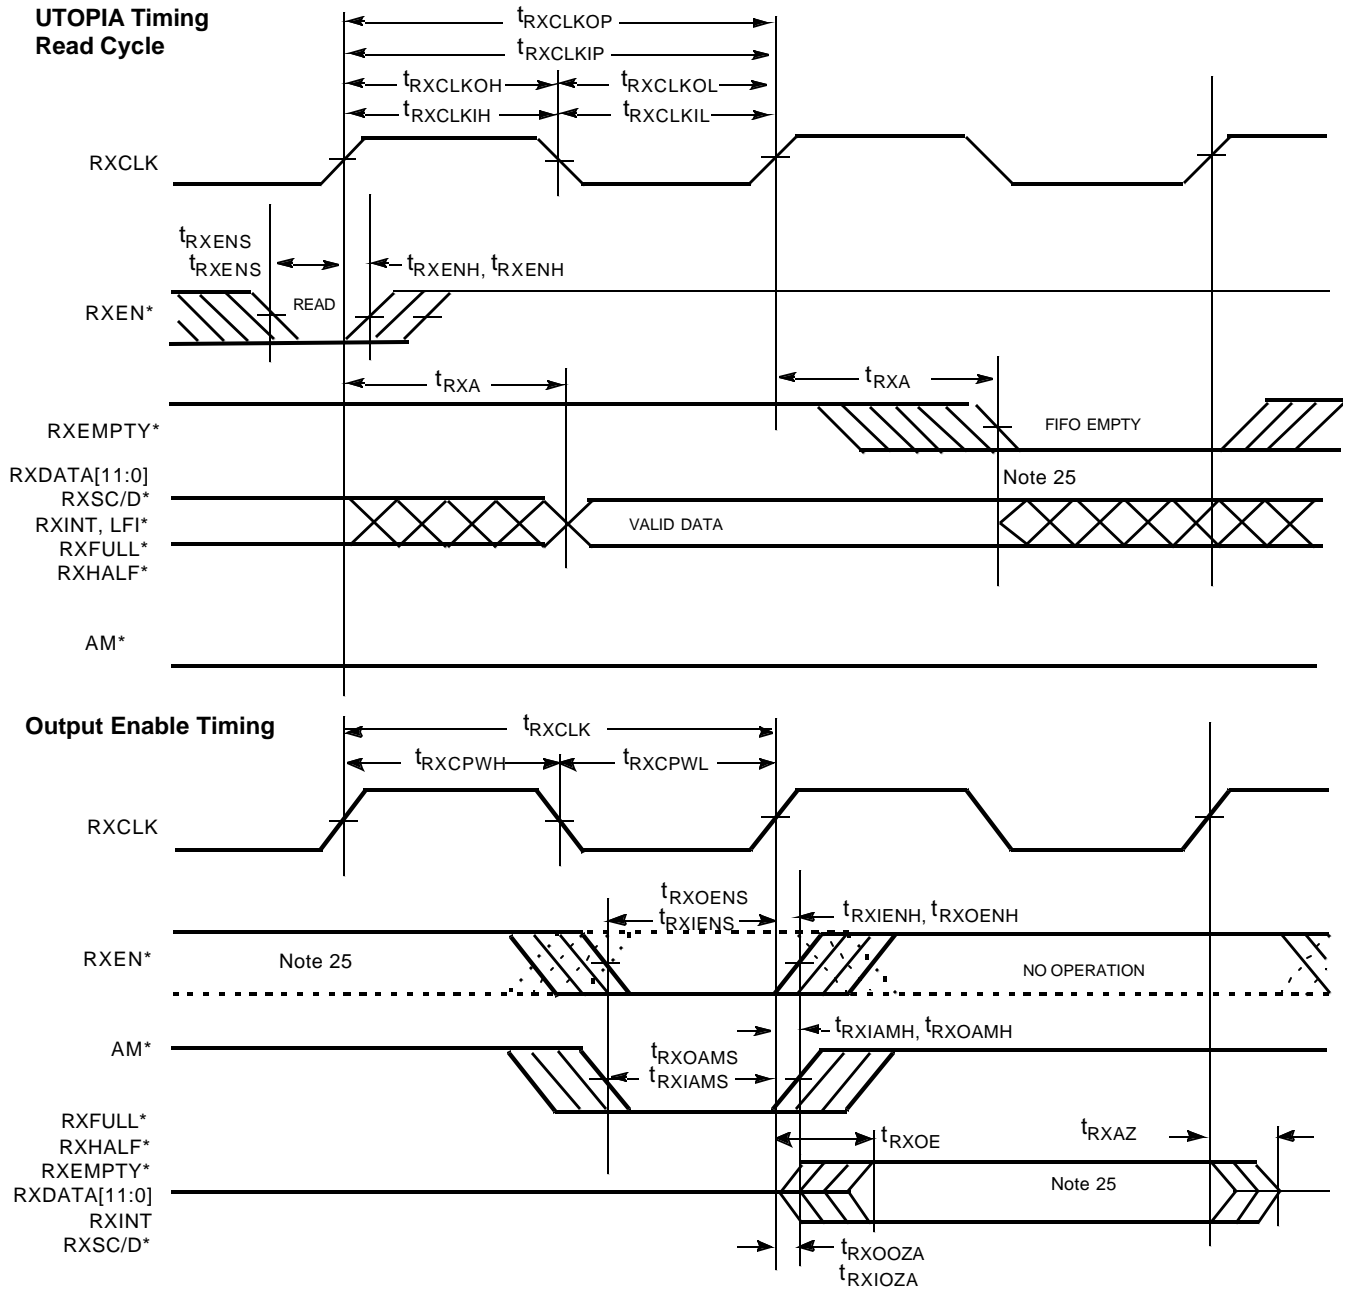 UTOPIA Timing
Read Cycle
tRXCLKOP
tRXCLKIP
tRXCLKOH
tRXCLKOL
tRXCLKIH
tRXCLKIL
RXCLK
tRXENS
tRXENS
tRXENH, tRXENH
RXEN*
READ
tRXA
tRXA
RXEMPTY*
FIFO EMPTY
RXDATA[11:0]
Note 25
RXSC/D*
RXINT, LFI*
VALID DATA
RXFULL*
RXHALF*
AM*
Output Enable Timing
tRXCLK
tRXCPWH
tRXCPWL
RXCLK
tRXOENS
tRXIENS
tRXIENH, tRXOENH
RXEN*
Note 25
NO OPERATION
tRXIAMH, tRXOAMH
AM*
tRXOAMS
tRXIAMS
RXFULL*
RXHALF*
tRXOE
tRXAZ
RXEMPTY*
RXDATA[11:0]
Note 25
RXINT
RXSC/D*
tRXOOZA
tRXIOZA